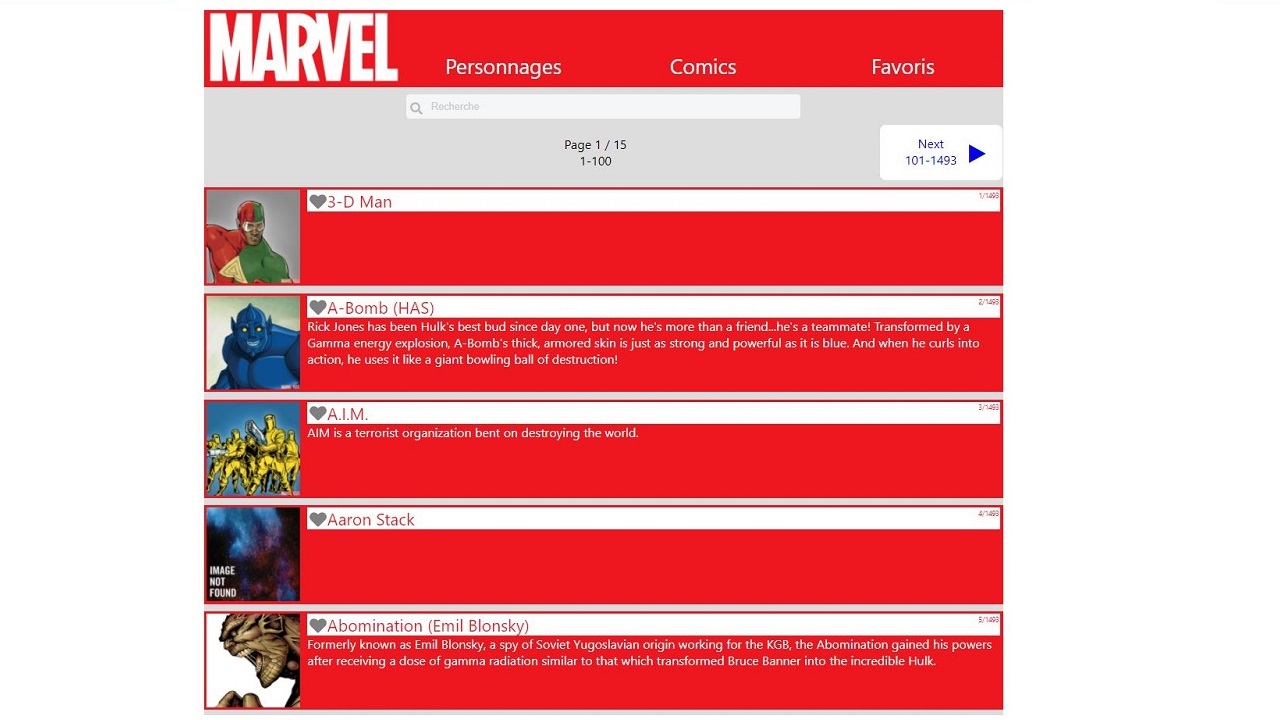 MARVEL
Personnages
Comics
Favoris
Recherche
Page 1 / 15
1-100
Next
101-1493
3-D Man
1/1493
A-Bomb (HAS)
2/1493
Rick Jones has been Hulk's best bud since day one, but now he's more than a friend...he's a teammate! Transformed by a
Gamma energy explosion, A-Bomb's thick, armored skin is just as strong and powerful as it is blue. And when he curls into
action, he uses it like a giant bowling ball of destruction!
A.I.M.
3/1493
AIM is a terrorist organization bent on destroying the world.
Aaron Stack
4/1493
IMAGE
NOT
FOUND
Abomination (Emil Blonsky)
5/1493
Formerly known as Emil Blonsky, a spy of Soviet Yugoslavian origin working for the KGB, the Abomination gained his powers
after receiving a dose of gamma radiation similar to that which transformed Bruce Banner into the incredible Hulk.